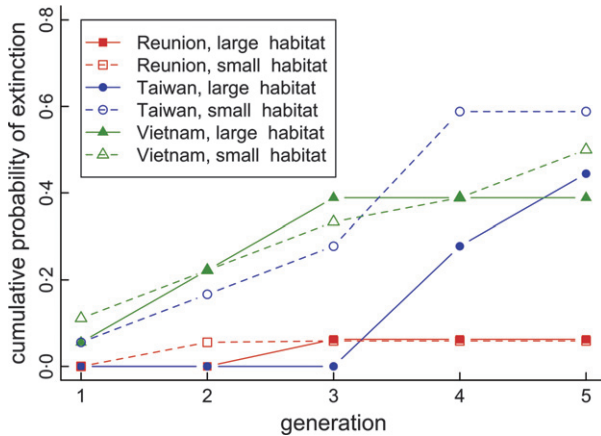 cumulative probability of extinction
0·8
0·6
0·4
0·2
0·0
Reunion, large habitat
Reunion, small habitat
Taiwan, large habitat
Taiwan, small habitat
Vietnam, large habitat
Vietnam, small habitat
1 2 3 4 5
generation